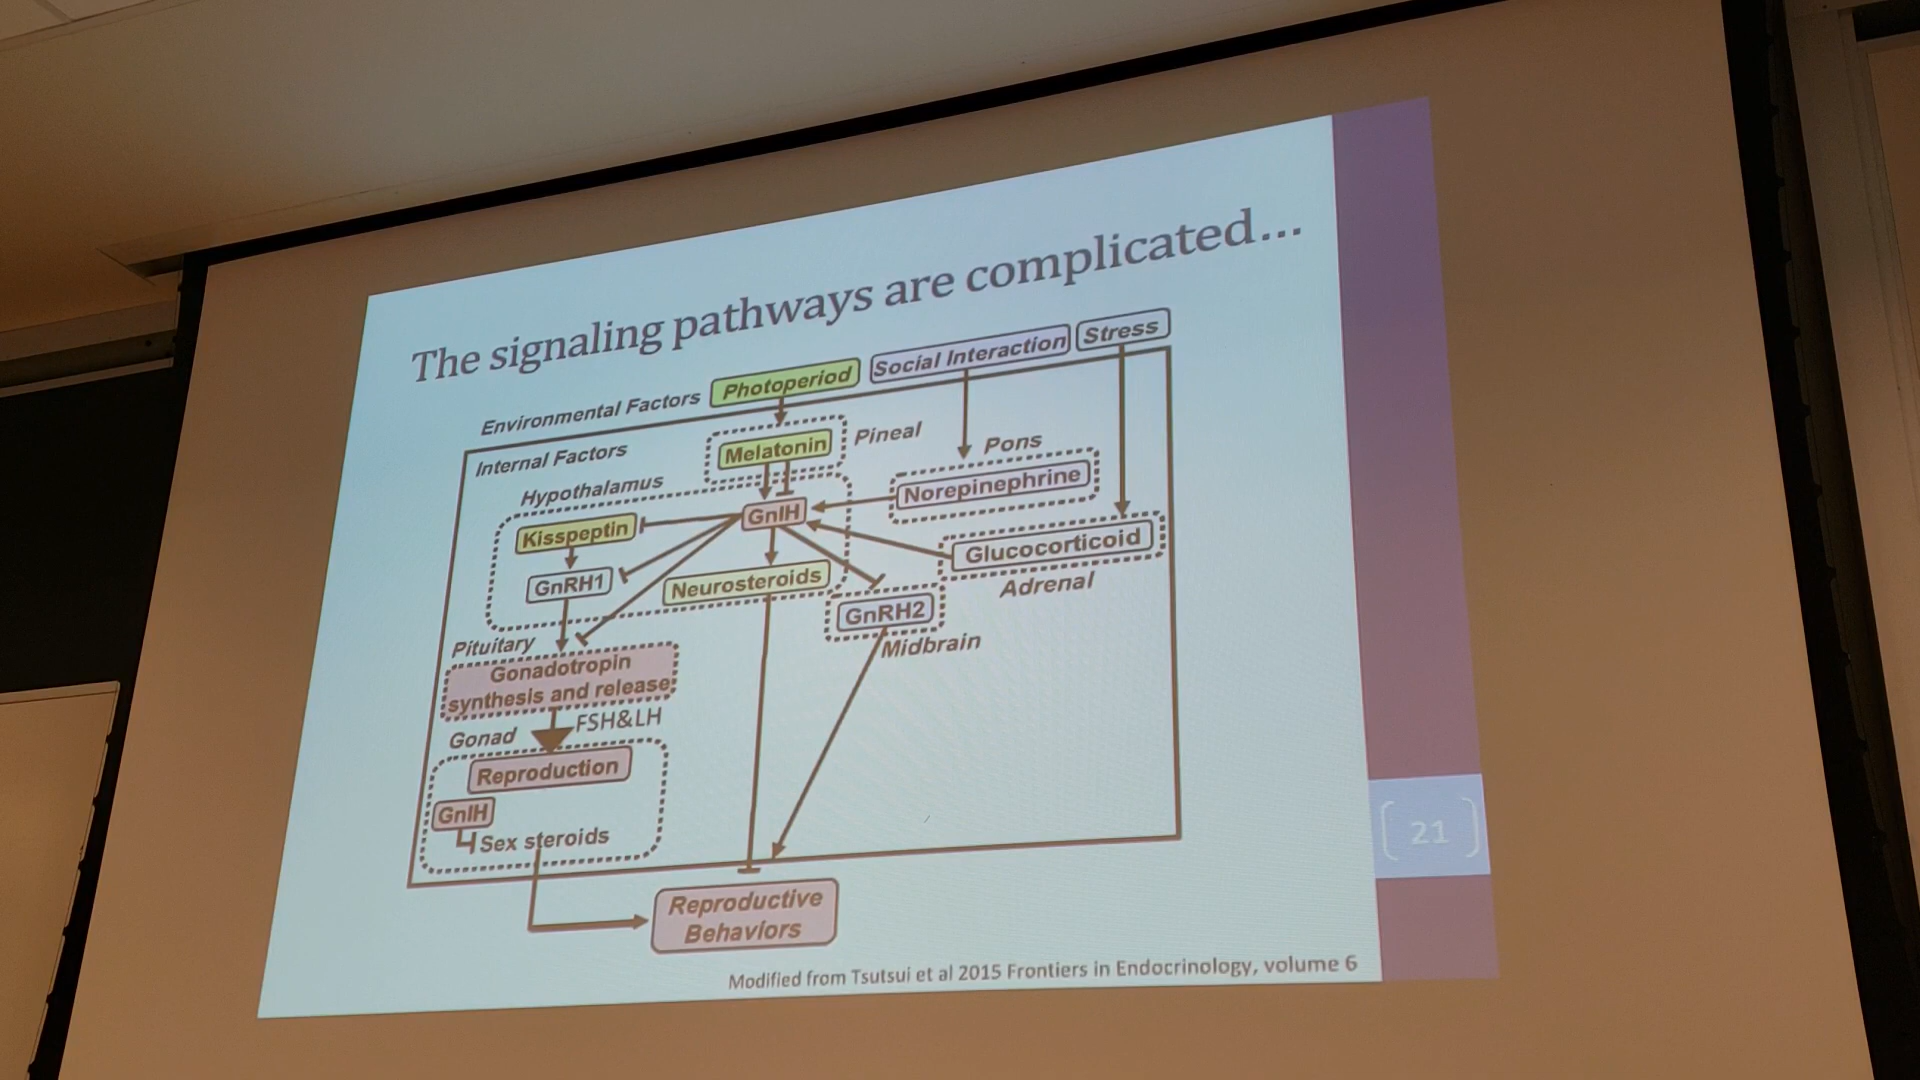 The signaling pathways are complicated...
Environmental Factors
Photoperiod
Social Interaction
Stress
Internal Factors
Melatonin
Pineal
Pons
Hypothalamus
Norepinephrine
GnIH
Kisspeptin
Glucocorticoid
GnRH1
Neurosteroids
Adrenal
GnRH2
Pituitary
Midbrain
Gonadotropin
synthesis and release
FSH&LH
Gonad
Reproduction
GnIH
Sex steroids
21
Reproductive
Behaviors
Modified from Tsutsui et al 2015 Frontiers in Endocrinology, volume 6